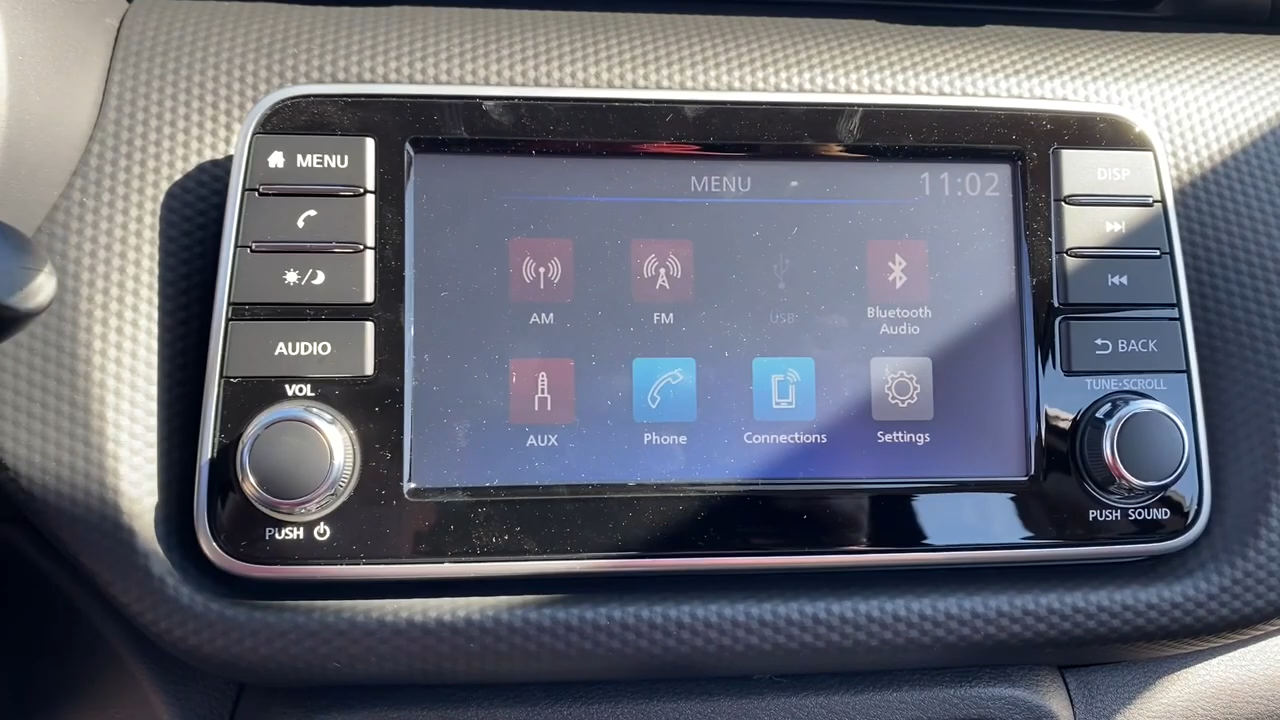 MENU
AUDIO
VOL
PUSH
MENU
11:02
AM
FM
USB
Bluetooth
Audio
AUX
Phone
Connections
Settings
DISP
BACK
TUNE·SCROLL
PUSH SOUND